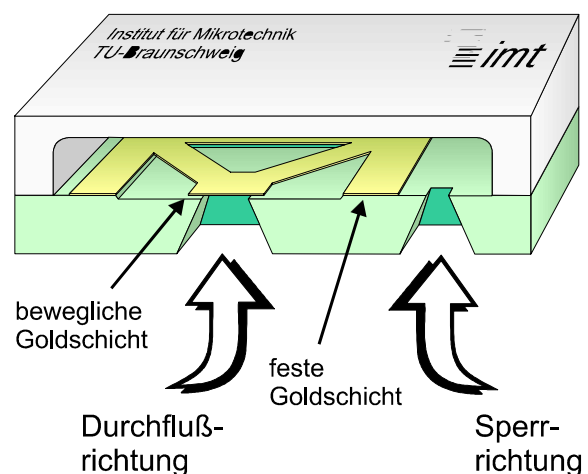 Institut für Mikrotechnik
TU-Braunschweig
imt
bewegliche
Goldschicht
feste
Goldschicht
Durchfluß-
richtung
Sperr-
richtung